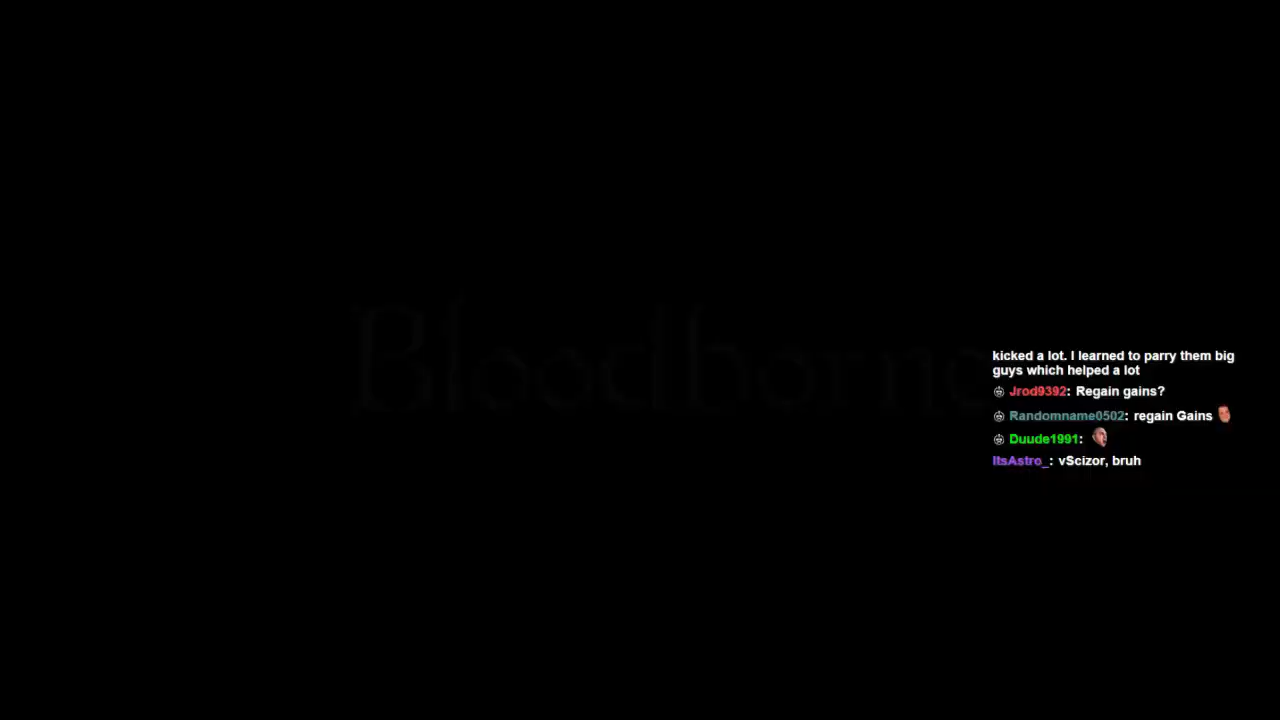 Bloodborne
kicked a lot. I learned to parry them big
guys which helped a lot
Jrod9392: Regain gains?
Randomname0502: regain Gains
Duude1991:
ItsAstro_: vScizor, bruh